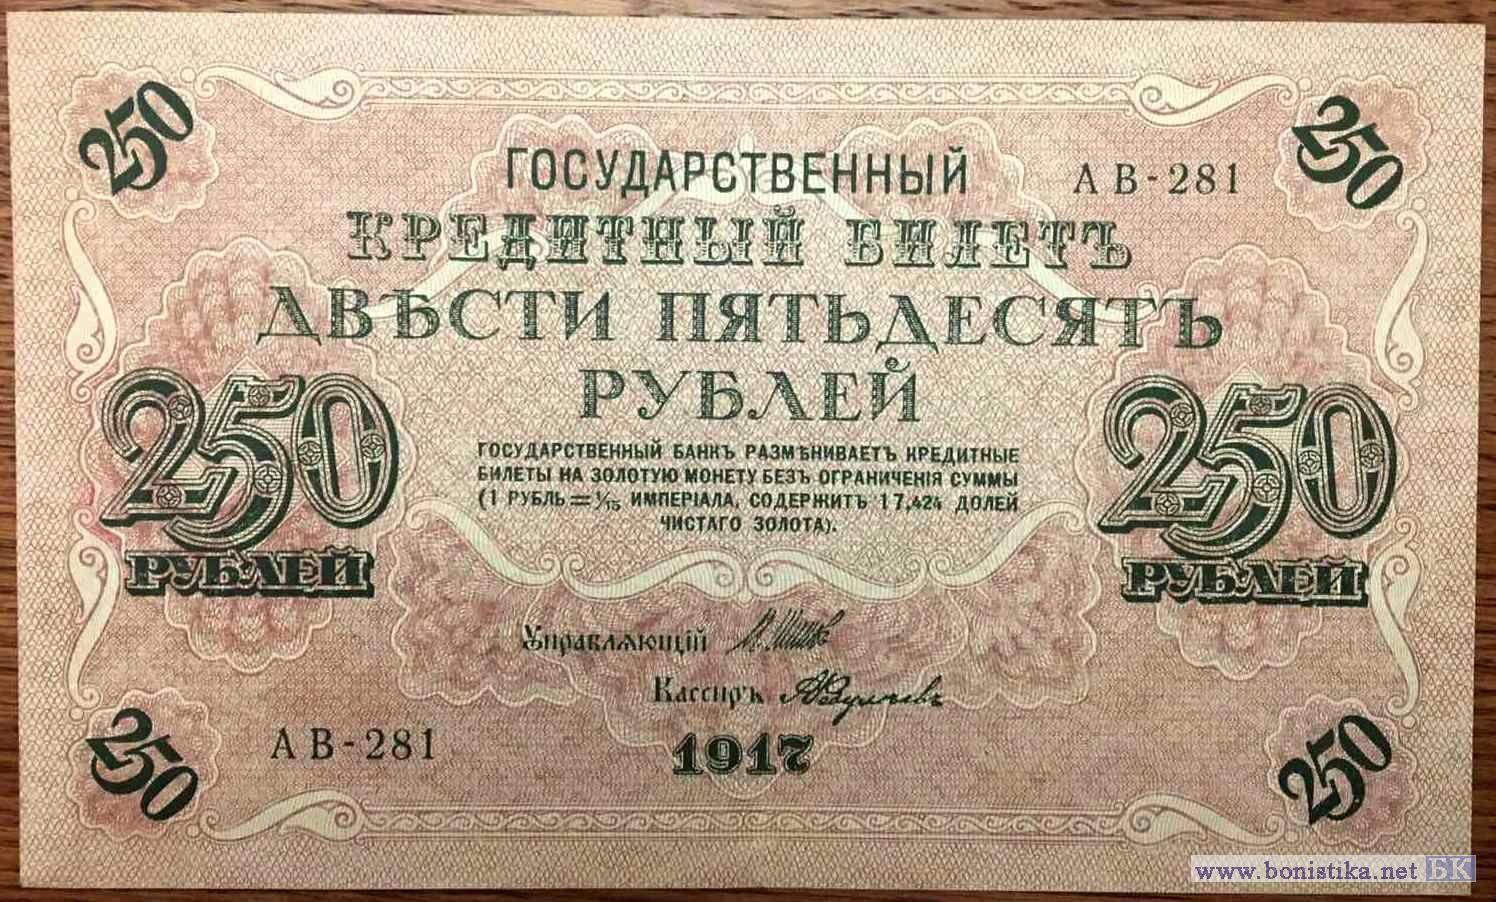 250
250
ГОСУДАРСТВЕННЫЙ
АВ-281
КРЕДИТНЫЙ БИЛЕТЪ
ДВѢСТИ ПЯТЬДЕСЯТЪ
РУБЛЕЙ
250
РУБЛЕЙ
250
РУБЛЕЙ
ГОСУДАРСТВЕННЫЙ БАНКЪ РАЗМѢНИВАЕТЪ КРЕДИТНЫЕ
БИЛЕТЫ НА ЗОЛОТУЮ МОНЕТУ БЕЗЪ ОГРАНИЧЕНІЯ СУММЫ
(1 РУБЛЬ = 1/15 ИМПЕРІАЛА, СОДЕРЖИТЪ 17,424 ДОЛЕЙ
ЧИСТАГО ЗОЛОТА).
Управляющій
Кассиръ
АВ-281
1917
250
250
www.bonistika.net БК